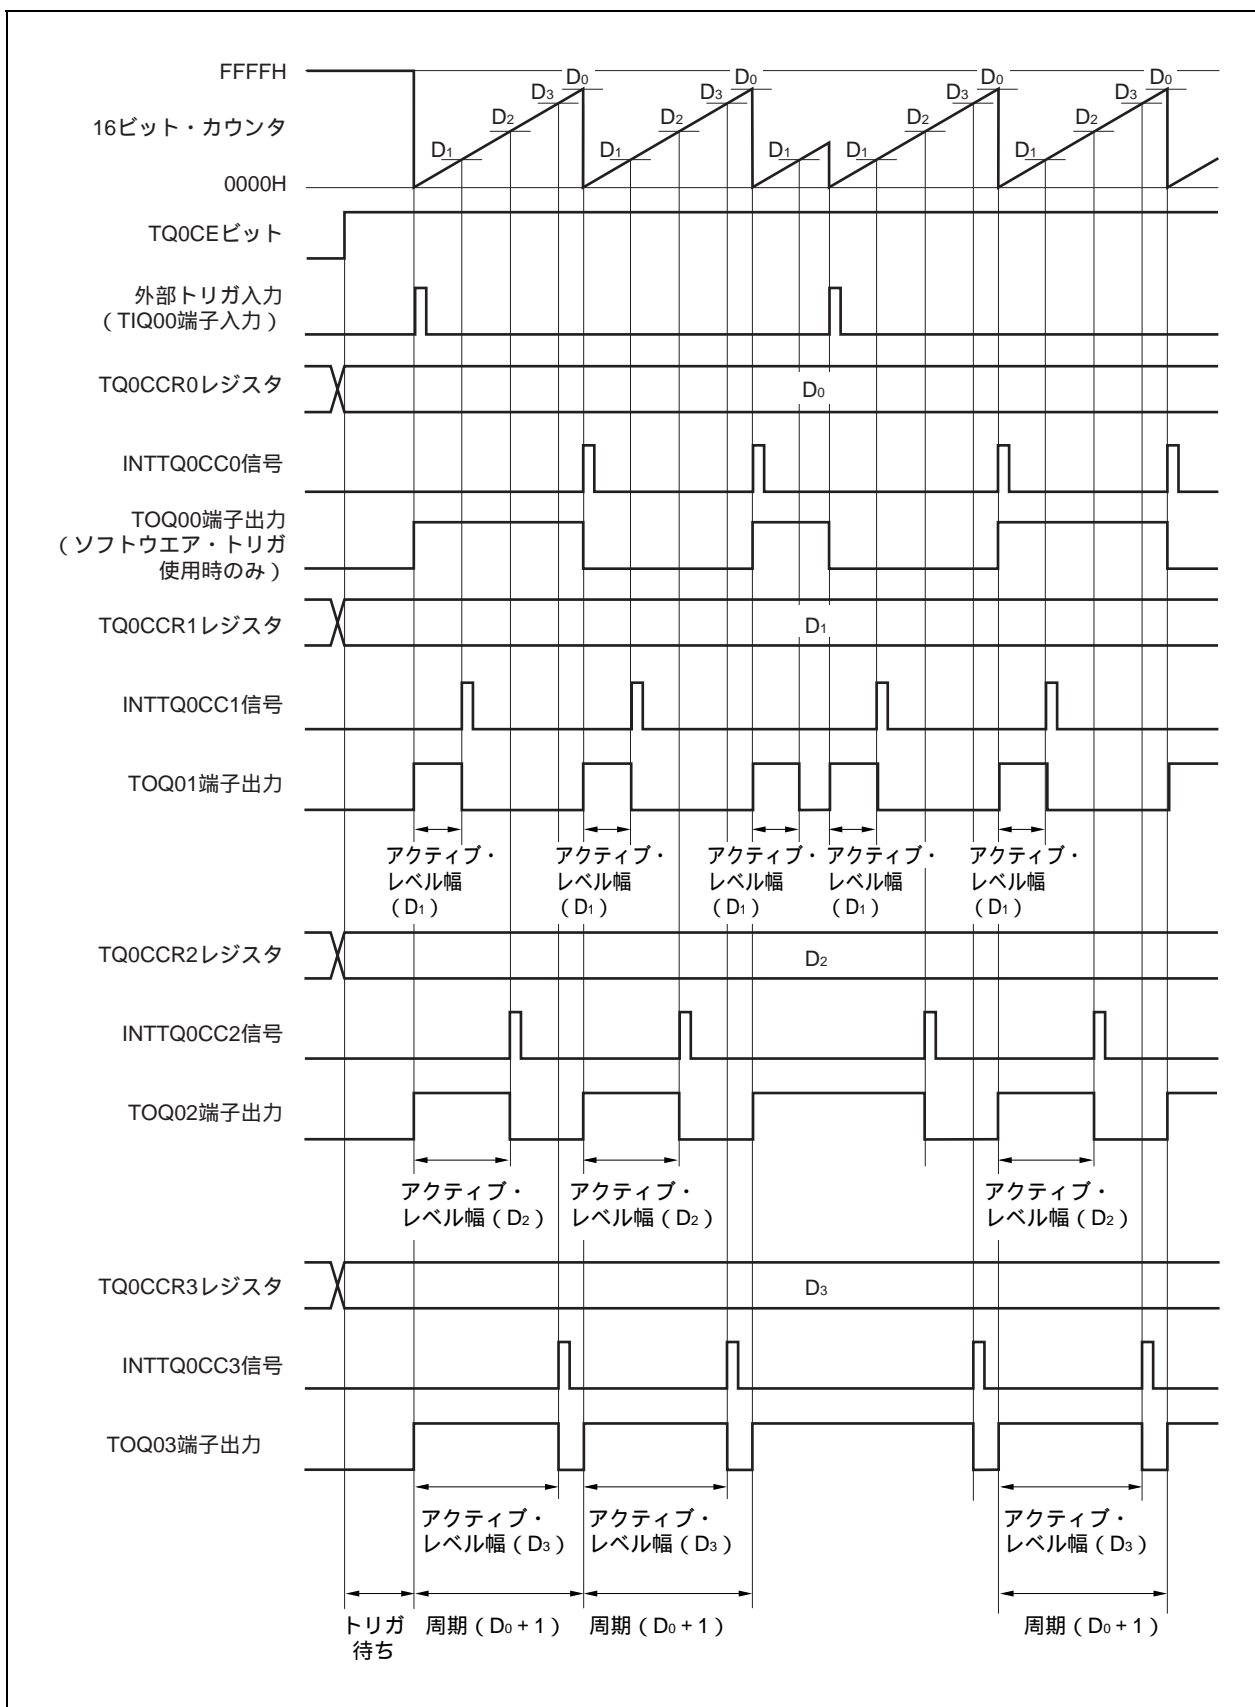 FFFFH
16ビット・カウンタ
0000H
D1 D2 D3 D0 D1 D2 D3 D0 D1 D1 D2 D3 D0 D1 D2 D3 D0
TQ0CEビット
外部トリガ入力
(TIQ00端子入力)
TQ0CCR0レジスタ
D0
INTTQ0CC0信号
TOQ00端子出力
(ソフトウエア・トリガ
使用時のみ)
TQ0CCR1レジスタ
D1
INTTQ0CC1信号
TOQ01端子出力
アクティブ・ アクティブ・ アクティブ・ アクティブ・ アクティブ・
レベル幅 レベル幅 レベル幅 レベル幅 レベル幅
(D1) (D1) (D1) (D1) (D1)
TQ0CCR2レジスタ
D2
INTTQ0CC2信号
TOQ02端子出力
アクティブ・ アクティブ・ アクティブ・
レベル幅(D2) レベル幅(D2) レベル幅(D2)
TQ0CCR3レジスタ
D3
INTTQ0CC3信号
TOQ03端子出力
アクティブ・ アクティブ・ アクティブ・
レベル幅(D3) レベル幅(D3) レベル幅(D3)
トリガ 周期(D0+1) 周期(D0+1) 周期(D0+1)
待ち